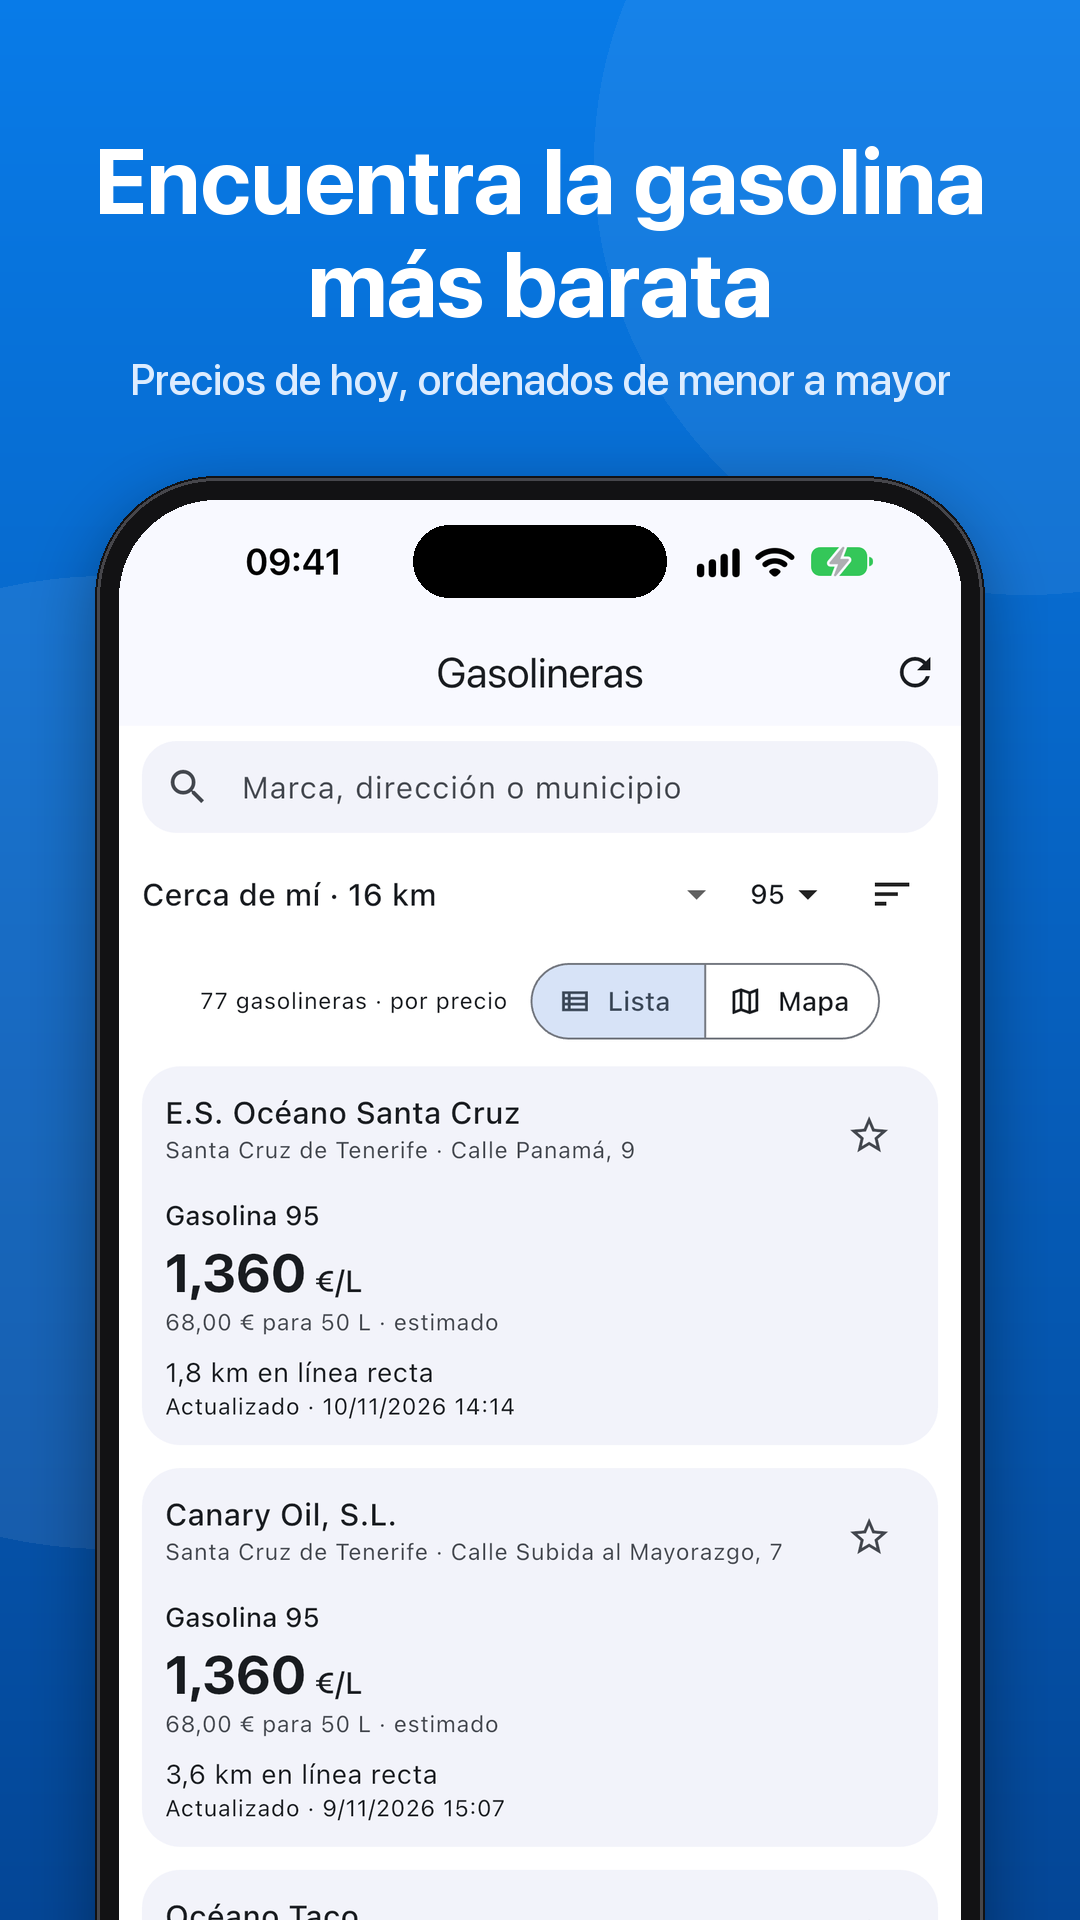 Encuentra la gasolina
más barata
Precios de hoy, ordenados de menor a mayor
09:41
Gasolineras
Marca, dirección o municipio
Cerca de mí · 16 km
95
77 gasolineras · por precio
Lista
Mapa
E.S. Océano Santa Cruz
Santa Cruz de Tenerife · Calle Panamá, 9
Gasolina 95
1,360 €/L
68,00 € para 50 L · estimado
1,8 km en línea recta
Actualizado · 10/11/2026 14:14
Canary Oil, S.L.
Santa Cruz de Tenerife · Calle Subida al Mayorazgo, 7
Gasolina 95
1,360 €/L
68,00 € para 50 L · estimado
3,6 km en línea recta
Actualizado · 9/11/2026 15:07
Océano Taco